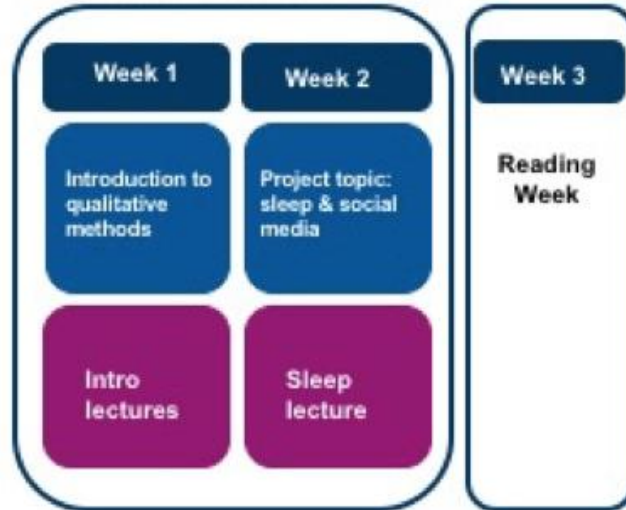 Week 1
Week 2
Week 3
Introduction to
qualitative
methods
Project topic:
sleep & social
media
Reading
Week
Intro
lectures
Sleep
lecture